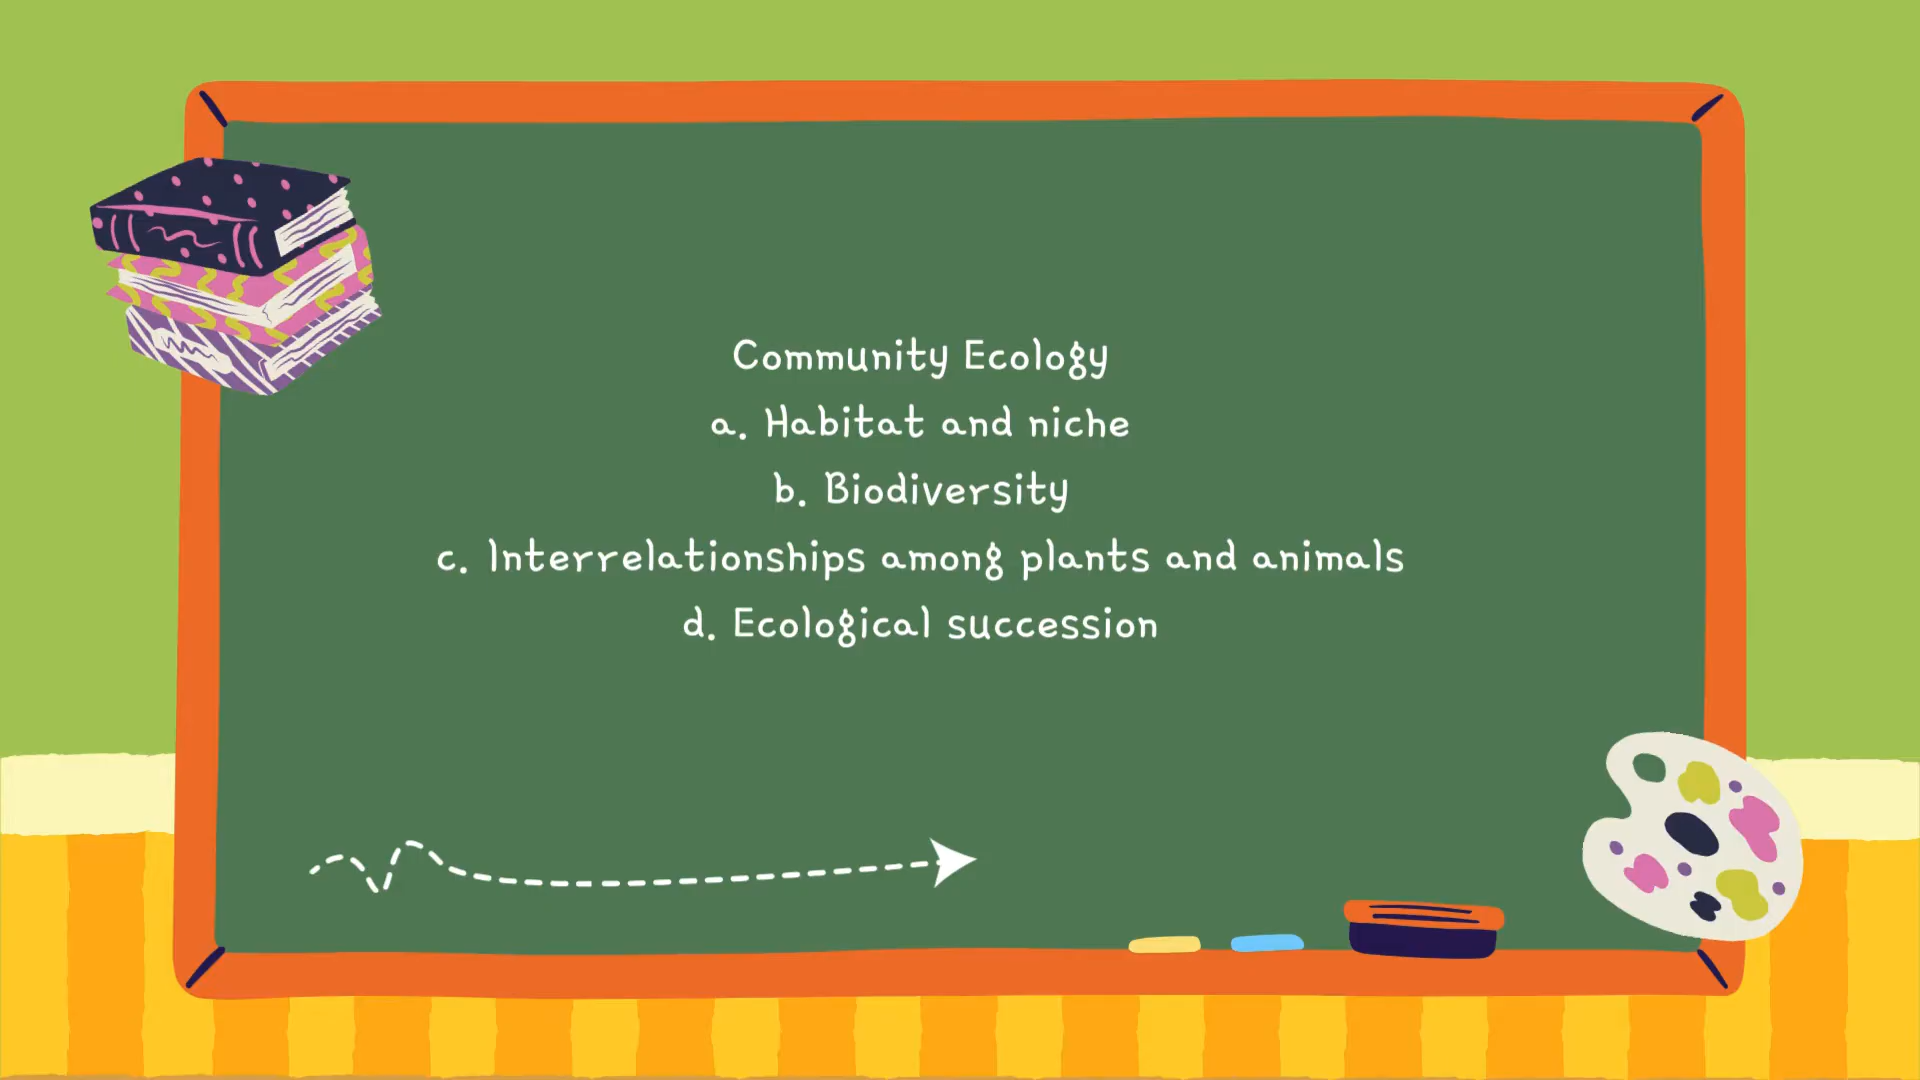 Community Ecology
a. Habitat and niche
b. Biodiversity
c. Interrelationships among plants and animals
d. Ecological succession